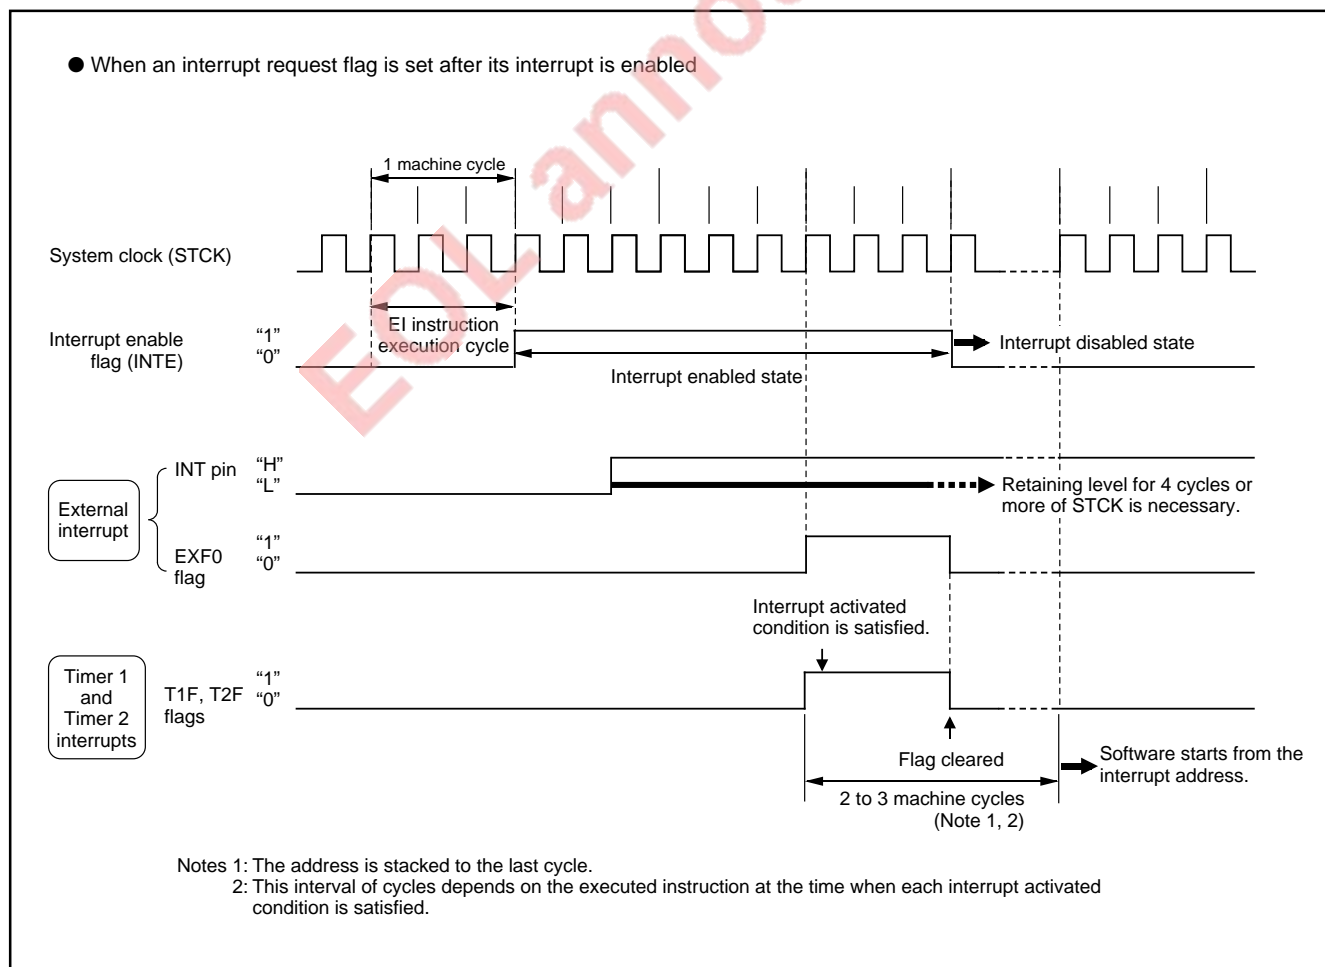 ● When an interrupt request flag is set after its interrupt is enabled
1 machine cycle
System clock (STCK)
EI instruction
execution cycle
Interrupt enable
flag (INTE)
“1”
“0”
Interrupt disabled state
Interrupt enabled state
External
interrupt
INT pin
“H”
“L”
Retaining level for 4 cycles or
more of STCK is necessary.
EXF0
flag
“1”
“0”
Interrupt activated
condition is satisfied.
Timer 1
and
Timer 2
interrupts
T1F, T2F
flags
“1”
“0”
Flag cleared
Software starts from the
interrupt address.
2 to 3 machine cycles
(Note 1, 2)
Notes 1: The address is stacked to the last cycle.
2: This interval of cycles depends on the executed instruction at the time when each interrupt activated
condition is satisfied.